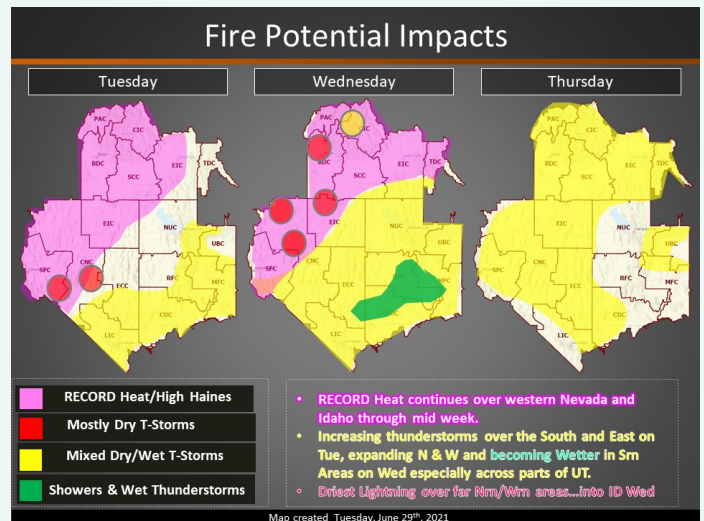 Fire Potential Impacts
Tuesday
Wednesday
Thursday
PAC
CIC
BDC
EIC
TDC
SCC
EIC
NUC
UBC
SFC
CNC
ECC
RFC
MFC
CDC
LIC
PAC
CIC
BDC
EIC
TDC
SCC
EIC
NUC
UBC
SFC
CNC
ECC
MFC
LIC
PAC
CIC
BDC
EIC
TDC
SCC
EIC
NUC
UBC
SFC
CNC
ECC
RFC
MFC
CDC
LIC
RECORD Heat/High Haines
Mostly Dry T-Storms
Mixed Dry/Wet T-Storms
Showers & Wet Thunderstorms
• RECORD Heat continues over western Nevada and
Idaho through mid week.
• Increasing thunderstorms over the South and East on
Tue, expanding N & W and becoming Wetter in Srn
Areas on Wed especially across parts of UT.
• Driest Lightning over far Nrn/Wrn areas...into ID Wed
Map created Tuesday, June 29th, 2021